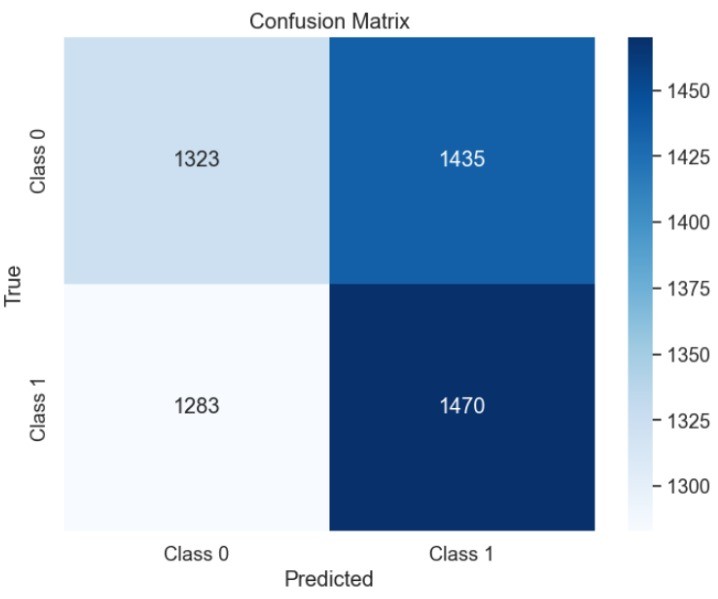 Confusion Matrix
Class 0
1323
1435
True
Class 1
1283
1470
Class 0
Class 1
Predicted
1450
1425
1400
1375
1350
1325
1300